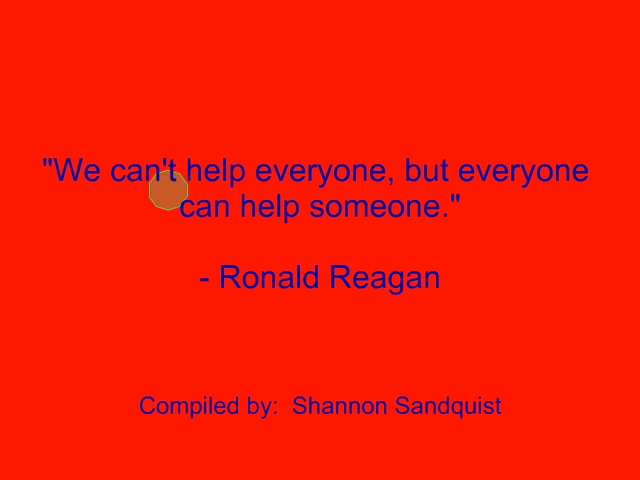 "We can't help everyone, but everyone
can help someone."
- Ronald Reagan
Compiled by:  Shannon Sandquist